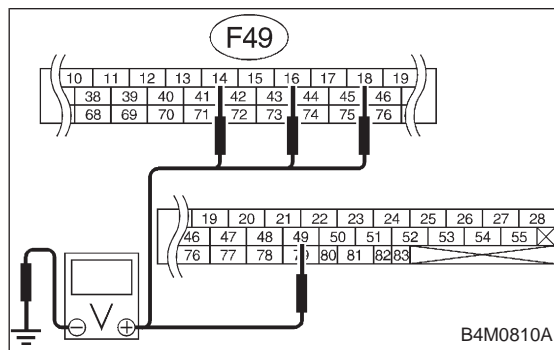 F49
10 11 12 13 14 15 16 17 18 19
38 39 40 41 42 43 44 45 46
68 69 70 71 72 73 74 75 76
19 20 21 22 23 24 25 26 27 28
46 47 48 49 50 51 52 53 54 55
76 77 78 79 80 81 82 83
V
− +
B4M0810A